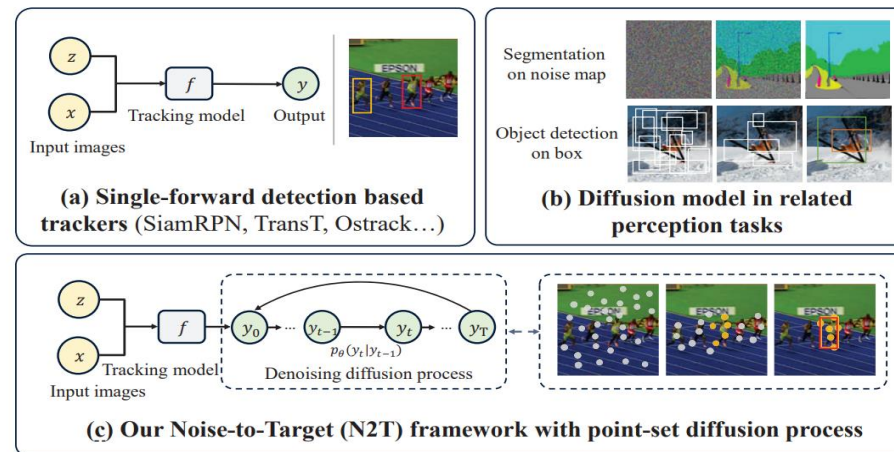 z
x
f
y
Tracking model
Output
Input images
EPSON
(a) Single-forward detection based
trackers (SiamRPN, TransT, Ostrack…)
Segmentation
on noise map
Object detection
on box
(b) Diffusion model in related
perception tasks
z
x
f
y₀
...
yₜ₋₁
yₜ
...
y_T
p_θ(yₜ|yₜ₋₁)
Tracking model
Input images
Denoising diffusion process
EPSON
EPSON
EPSON
(c) Our Noise-to-Target (N2T) framework with point-set diffusion process